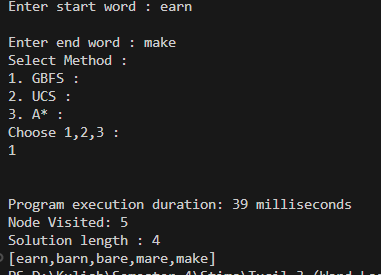 Enter start word : earn
Enter end word : make
Select Method :
1. GBFS :
2. UCS :
3. A* :
Choose 1,2,3 :
1
Program execution duration: 39 milliseconds
Node Visited: 5
Solution length : 4
[earn,barn,bare,mare,make]